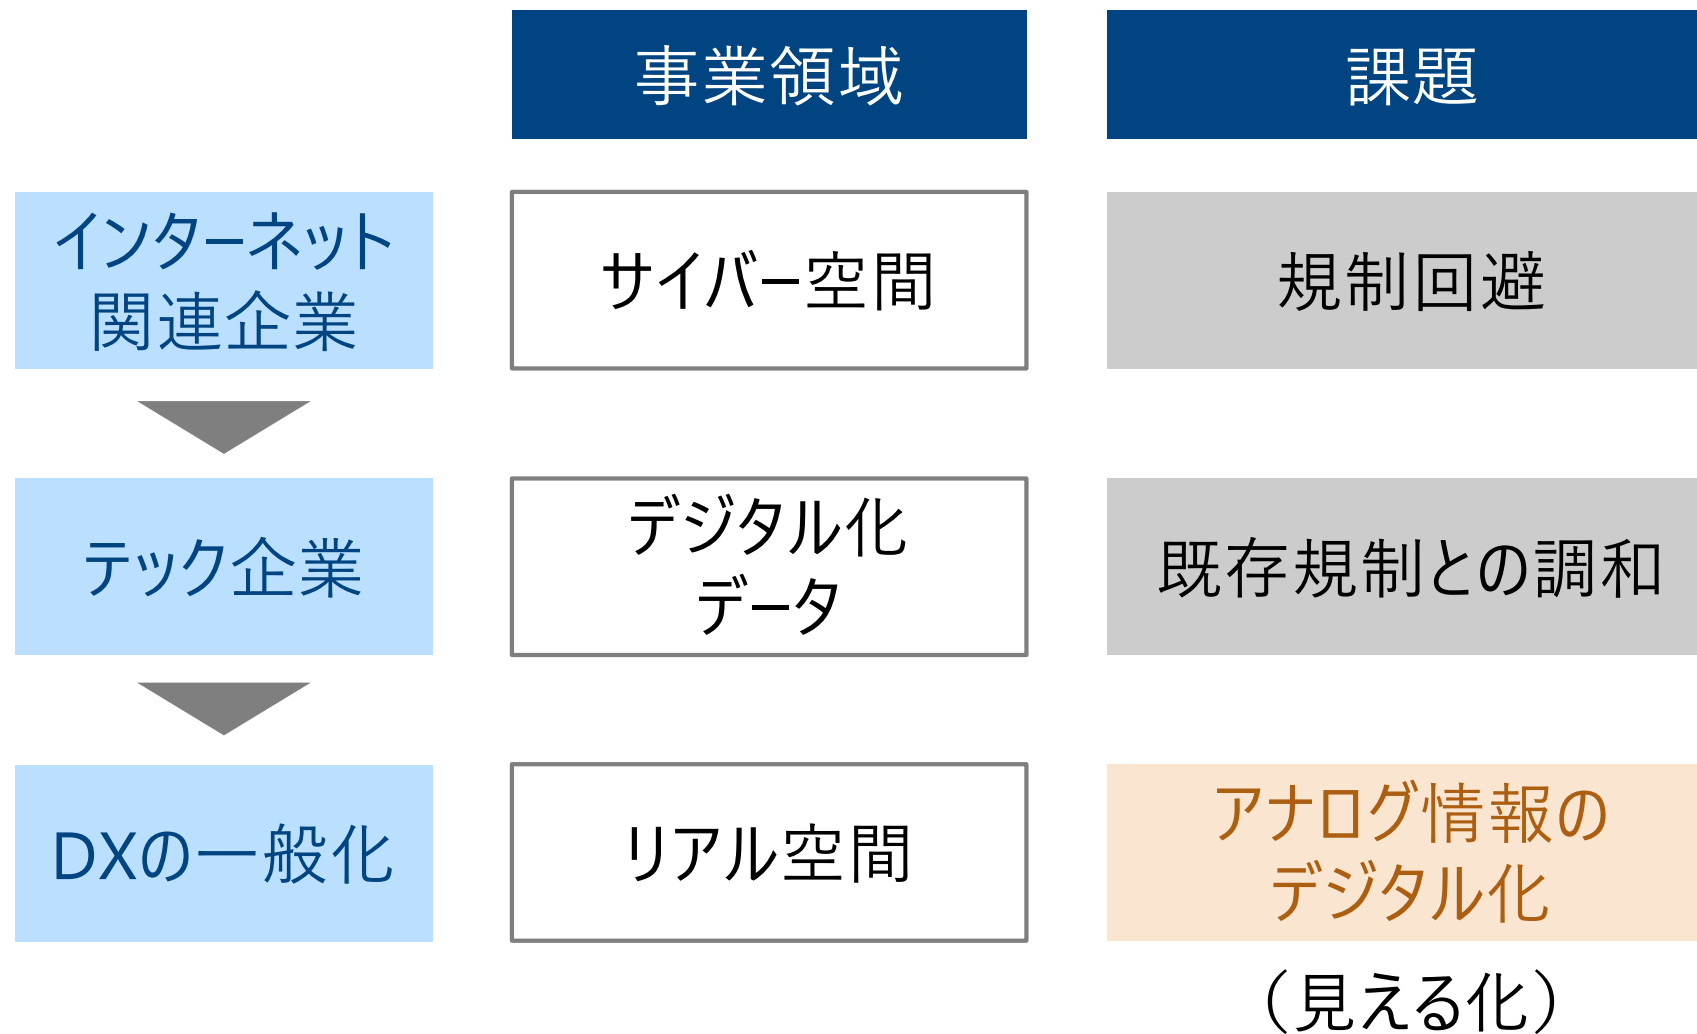 事業領域
課題
インターネット
関連企業
サイバー空間
規制回避
テック企業
デジタル化
データ
既存規制との調和
DXの一般化
リアル空間
アナログ情報の
デジタル化
（見える化）